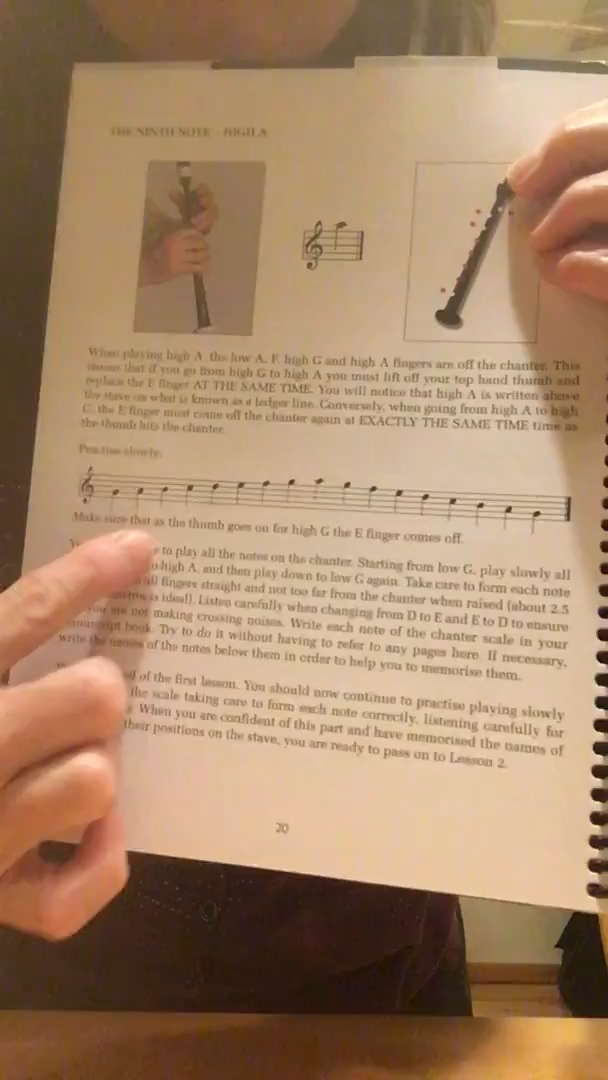 THE NINTH NOTE - HIGH A
When playing high A, the low A, F, high G and high A fingers are off the chanter. This
means that if you go from high G to high A you must lift off your top hand thumb and
replace the E finger AT THE SAME TIME. You will notice that high A is written above
the stave on what is known as a ledger line. Conversely, when going from high A to high
G, the E finger must come off the chanter again at EXACTLY THE SAME TIME time as
the thumb hits the chanter.
Practise slowly:
Make sure that as the thumb goes on for high G the E finger comes off.
to play all the notes on the chanter. Starting from low G, play slowly all
high A, and then play down to low G again. Take care to form each note
all fingers straight and not too far from the chanter when raised (about 2.5
is ideal). Listen carefully when changing from D to E and E to D to ensure
you are not making crossing noises. Write each note of the chanter scale in your
manuscript book. Try to do it without having to refer to any pages here. If necessary,
write the names of the notes below them in order to help you to memorise them.
of the first lesson. You should now continue to practise playing slowly
the scale taking care to form each note correctly, listening carefully for
When you are confident of this part and have memorised the names of
their positions on the stave, you are ready to pass on to Lesson 2.
20